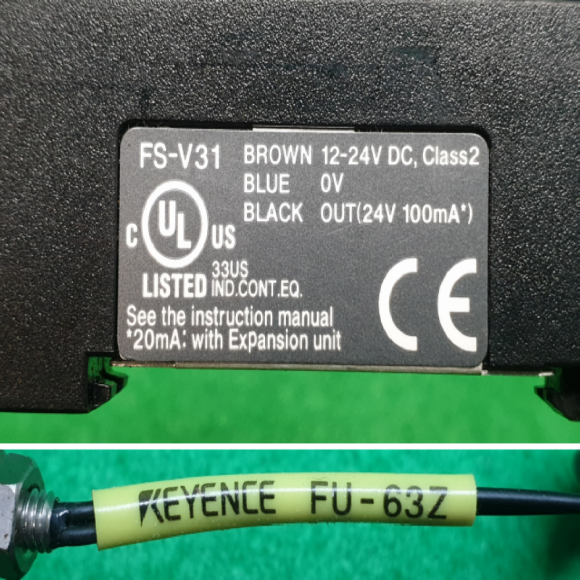 FS-V31 BROWN 12-24V DC, Class2
BLUE 0V
BLACK OUT(24V 100mA*)
C UL US
LISTED 33US
IND.CONT.EQ.
CE
See the instruction manual
*20mA: with Expansion unit
KEYENCE FU-63Z